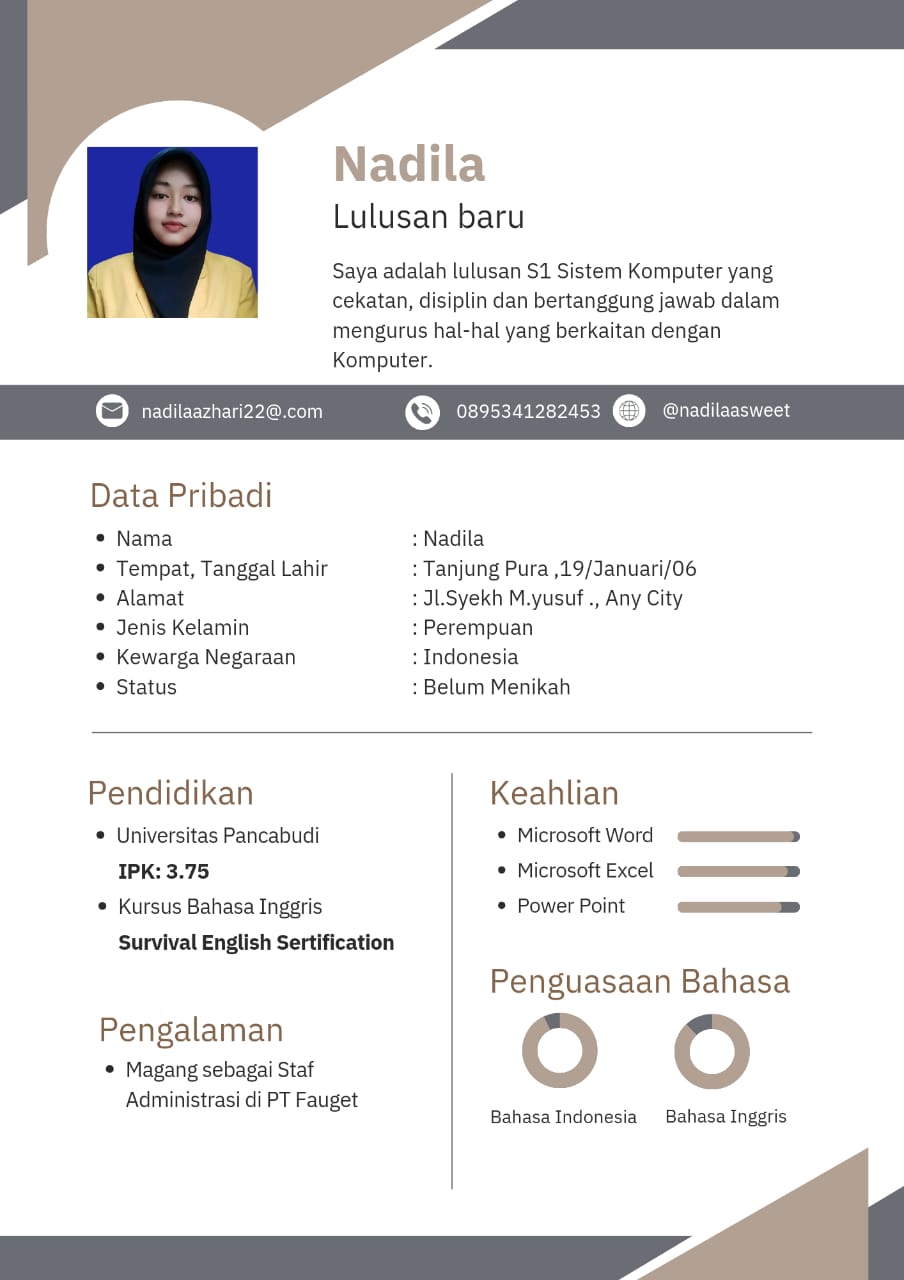 Nadila
Lulusan baru
Saya adalah lulusan S1 Sistem Komputer yang
cekatan, disiplin dan bertanggung jawab dalam
mengurus hal-hal yang berkaitan dengan
Komputer.
nadilaazhari22@.com
0895341282453
@nadilaasweet
Data Pribadi
• Nama : Nadila
• Tempat, Tanggal Lahir : Tanjung Pura ,19/Januari/06
• Alamat : Jl.Syekh M.yusuf ., Any City
• Jenis Kelamin : Perempuan
• Kewarga Negaraan : Indonesia
• Status : Belum Menikah
Pendidikan
• Universitas Pancabudi
IPK: 3.75
• Kursus Bahasa Inggris
Survival English Sertification
Pengalaman
• Magang sebagai Staf
Administrasi di PT Fauget
Keahlian
• Microsoft Word
• Microsoft Excel
• Power Point
Penguasaan Bahasa
Bahasa Indonesia
Bahasa Inggris